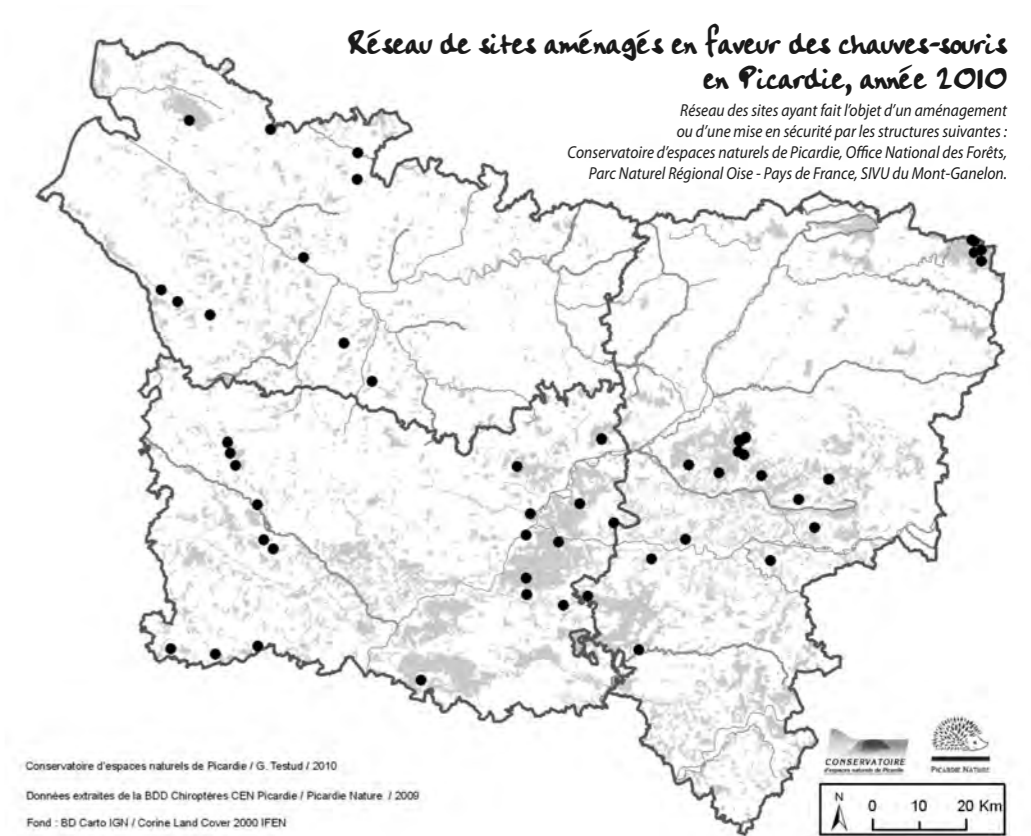 Réseau de sites aménagés en faveur des chauves-souris
en Picardie, année 2010
Réseau des sites ayant fait l'objet d'un aménagement
ou d'une mise en sécurité par les structures suivantes :
Conservatoire d'espaces naturels de Picardie, Office National des Forêts,
Parc Naturel Régional Oise - Pays de France, SIVU du Mont-Ganelon.
CONSERVATOIRE
d'espaces naturels de Picardie
PICARDIE NATURE
Conservatoire d'espaces naturels de Picardie / G. Testud / 2010
Données extraites de la BDD Chiroptères CEN Picardie / Picardie Nature / 2009
Fond : BD Carto IGN / Corine Land Cover 2000 IFEN
N
0 10 20 Km